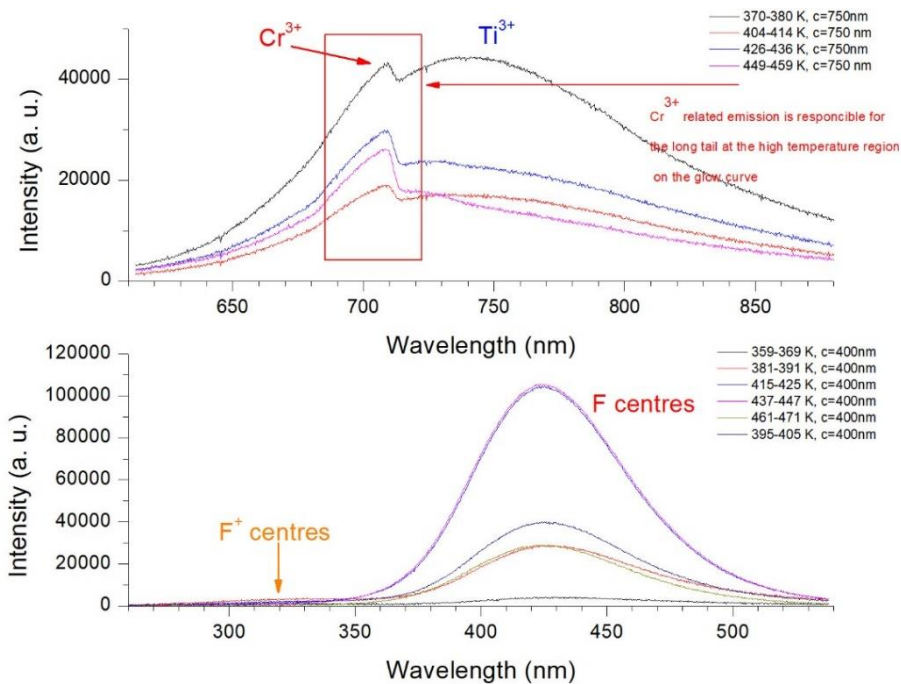 Cr3+
Ti3+
370-380 K, c=750nm
404-414 K, c=750 nm
426-436 K, c=750nm
449-459 K, c=750 nm
Cr3+ related emission is responcible for
the long tail at the high temperature region
on the glow curve
Intensity (a. u.)
40000
20000
0
650
700
750
800
850
Wavelength (nm)
359-369 K, c=400nm
381-391 K, c=400nm
415-425 K, c=400nm
437-447 K, c=400nm
461-471 K, c=400nm
395-405 K, c=400nm
F centres
F+ centres
Intensity (a. u.)
120000
100000
80000
60000
40000
20000
0
300
350
400
450
500
Wavelength (nm)